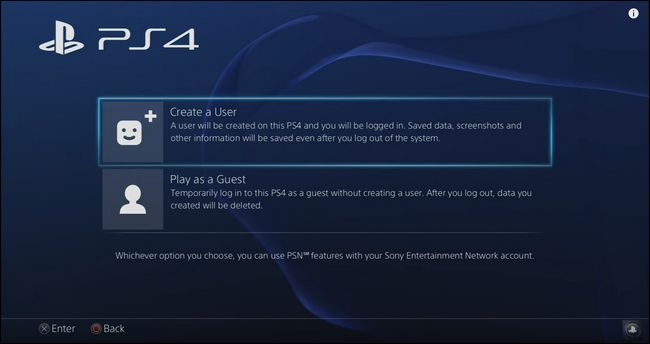 PS4
Create a User
A user will be created on this PS4 and you will be logged in. Saved data, screenshots and
other information will be saved even after you log out of the system.
Play as a Guest
Temporarily log in to this PS4 as a guest without creating a user. After you log out, data you
created will be deleted.
Whichever option you choose, you can use PSN℠ features with your Sony Entertainment Network account.
Enter Back